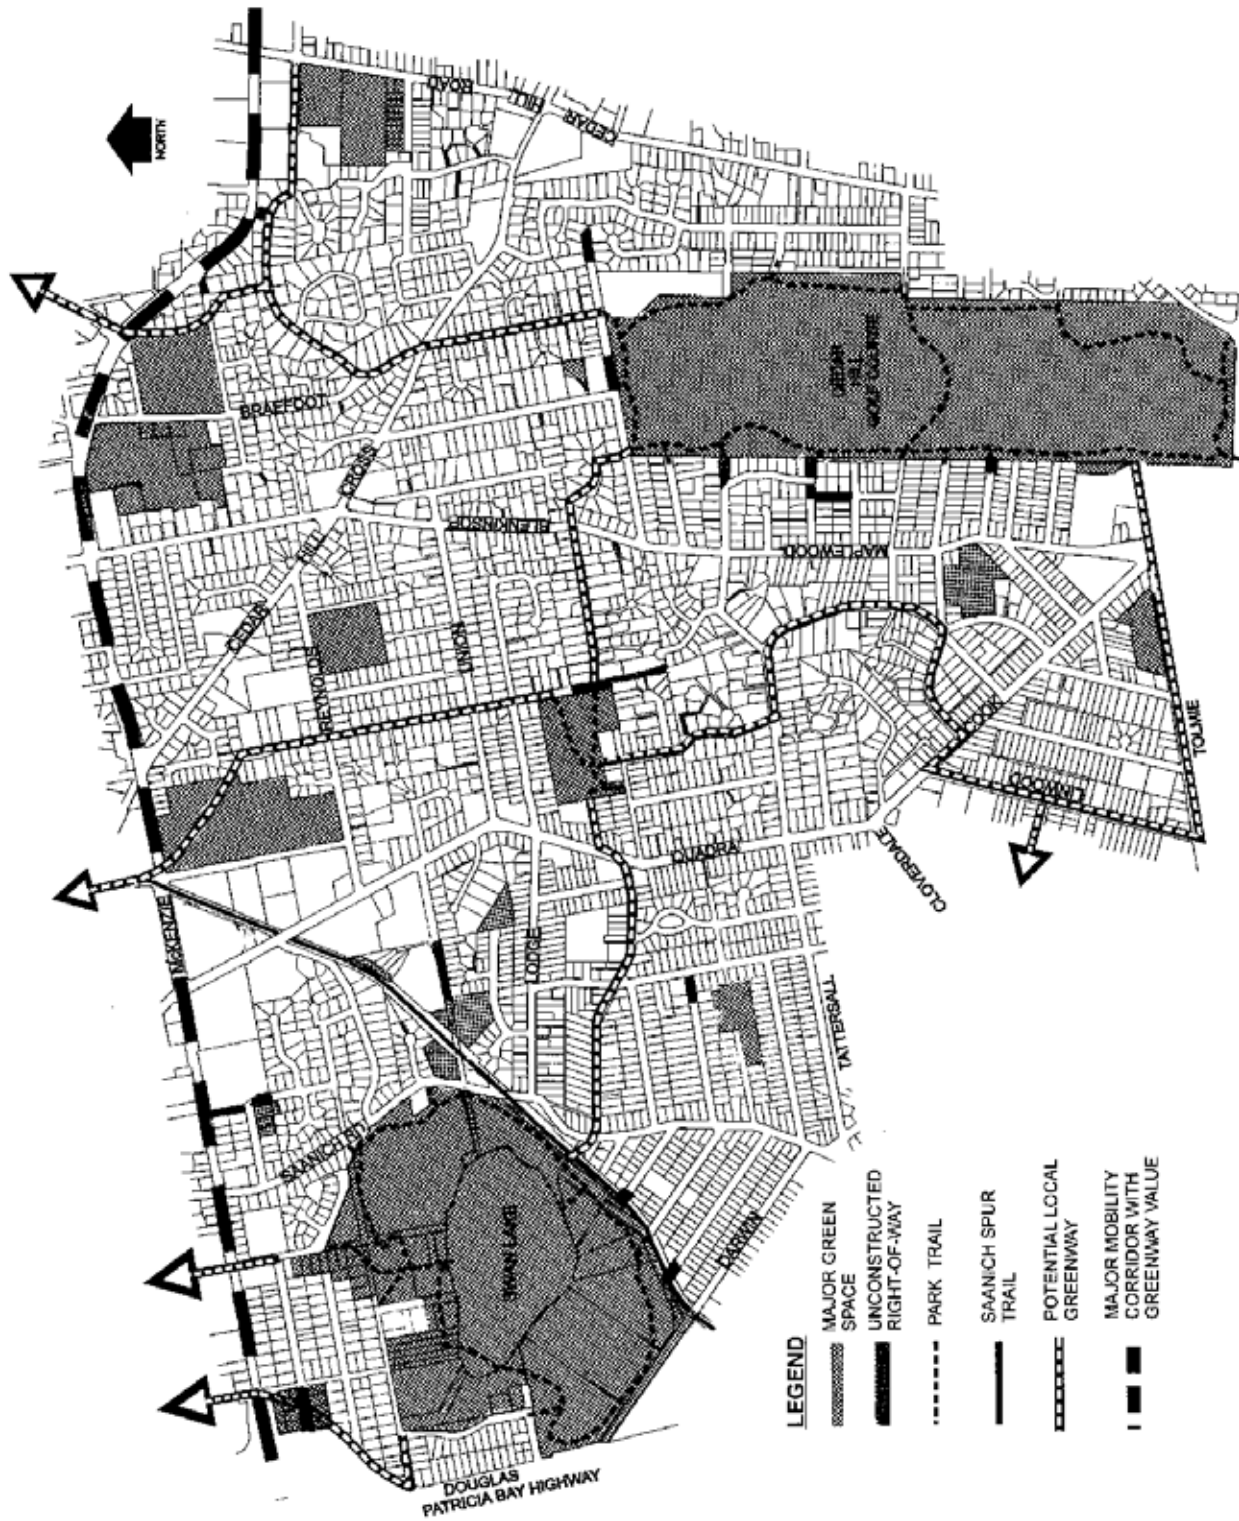 NORTH
CEDAR
HILL
ROAD
BRAEFOOT
CEDAR
HILL
CROSS
BLENKINSOP
REYNOLDS
UNION
McKENZIE
CEDAR
HILL
GOLF COURSE
MAPLEWOOD
COOK
TOLMIE
LINWOOD
QUADRA
CLOVERDALE
LODGE
TATTERSALL
SAANICH RD
SWAN LAKE
DARWIN
DOUGLAS
PATRICIA BAY HIGHWAY
LEGEND
MAJOR GREEN
SPACE
UNCONSTRUCTED
RIGHT-OF-WAY
PARK TRAIL
SAANICH SPUR
TRAIL
POTENTIAL LOCAL
GREENWAY
MAJOR MOBILITY
CORRIDOR WITH
GREENWAY VALUE